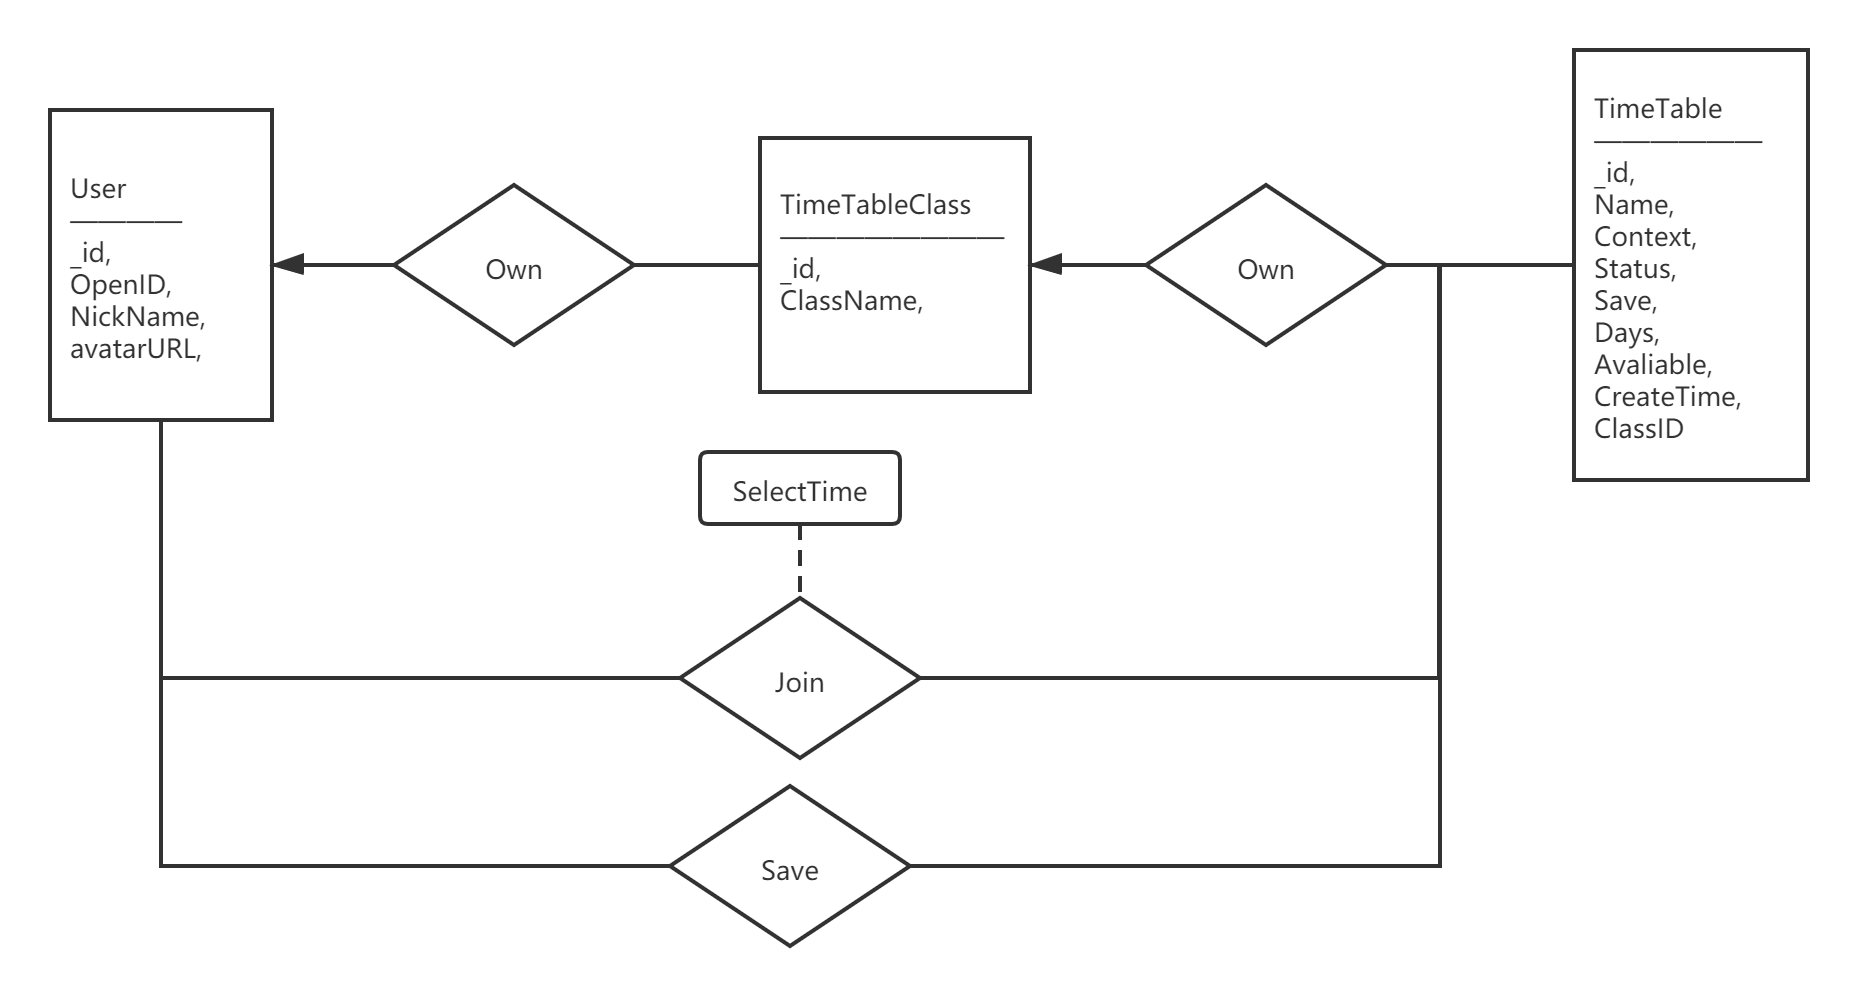 User
_id,
OpenID,
NickName,
avatarURL,
Own
TimeTableClass
_id,
ClassName,
Own
TimeTable
_id,
Name,
Context,
Status,
Save,
Days,
Avaliable,
CreateTime,
ClassID
SelectTime
Join
Save